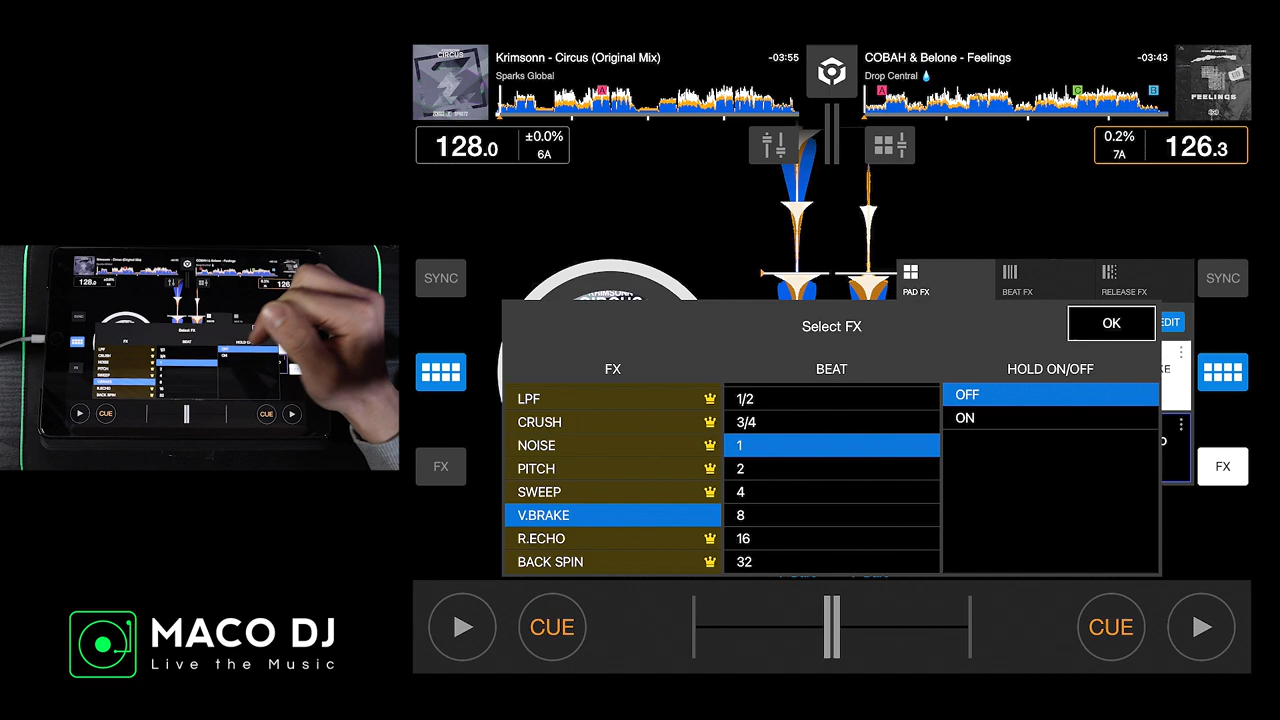 Krimsonn - Circus (Original Mix)
-03:55
Sparks Global
A
COBAH & Belone - Feelings
-03:43
Drop Central 💧
A
C
B
CIRCUS
FEELINGS
128.0
±0.0%
6A
0.2%
7A
126.3
SYNC
SYNC
PAD FX
BEAT FX
RELEASE FX
EDIT
Select FX
OK
FX
BEAT
HOLD ON/OFF
LPF
1/2
OFF
CRUSH
3/4
ON
NOISE
1
PITCH
2
SWEEP
4
V.BRAKE
8
R.ECHO
16
BACK SPIN
32
FX
FX
CUE
CUE
MACO DJ
Live the Music